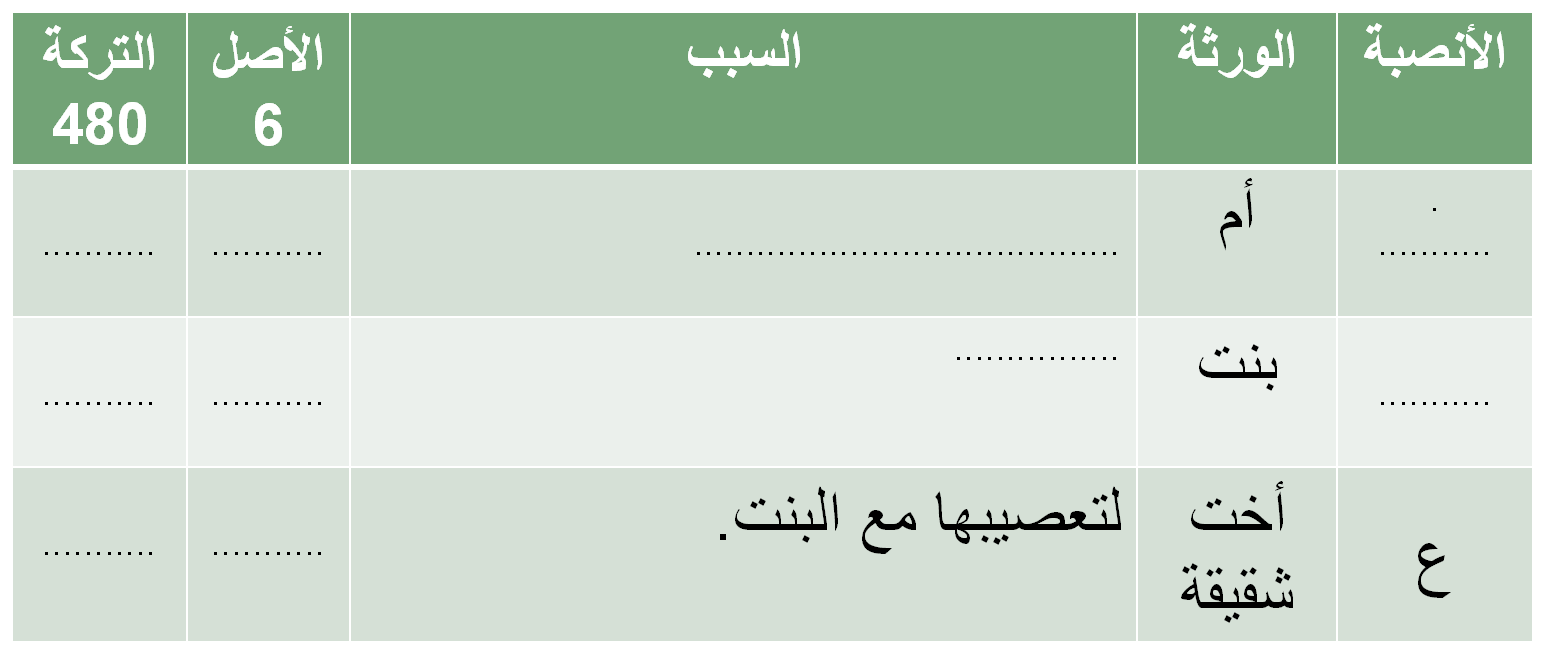 الأنصبة
الورثة
السبب
الأصل
6
التركة
480
.
...........
أم
.........................................
...........
...........
...........
بنت
................
...........
...........
ع
أخت
شقيقة
لتعصيبها مع البنت.
...........
...........